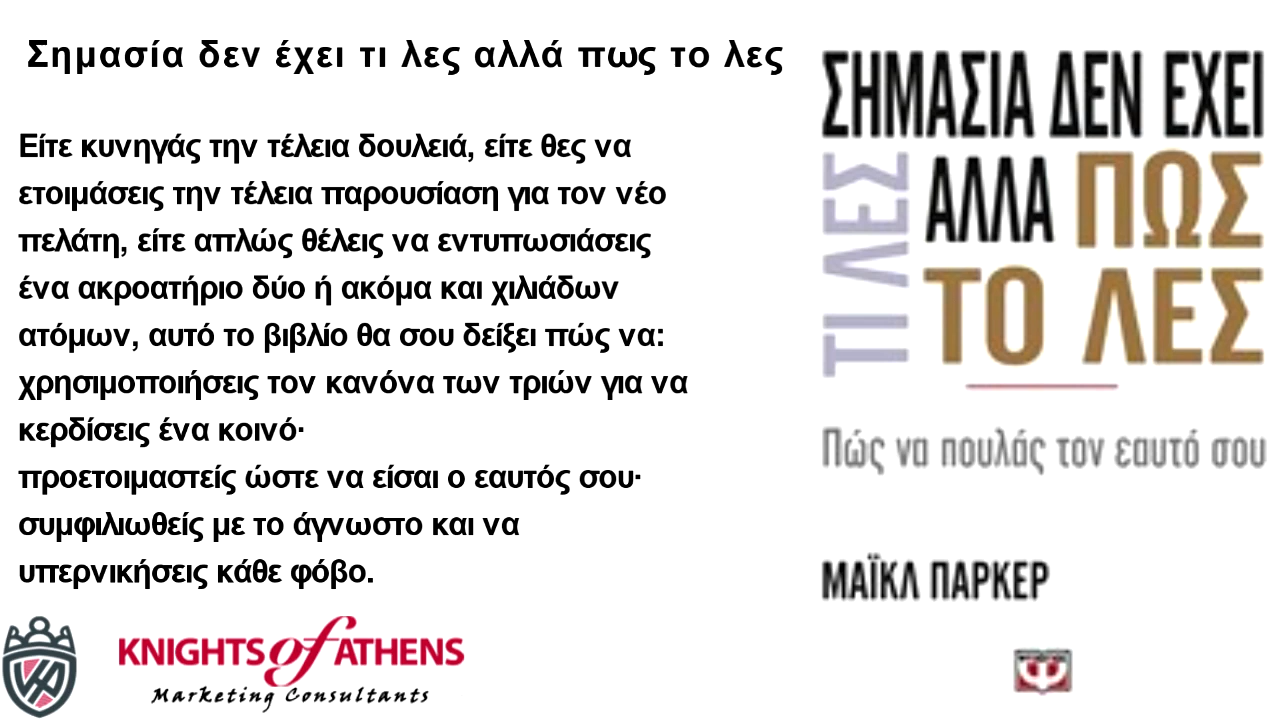 Σημασία δεν έχει τι λες αλλά πως το λες
Είτε κυνηγάς την τέλεια δουλειά, είτε θες να
ετοιμάσεις την τέλεια παρουσίαση για τον νέο
πελάτη, είτε απλώς θέλεις να εντυπωσιάσεις
ένα ακροατήριο δύο ή ακόμα και χιλιάδων
ατόμων, αυτό το βιβλίο θα σου δείξει πώς να:
χρησιμοποιήσεις τον κανόνα των τριών για να
κερδίσεις ένα κοινό·
προετοιμαστείς ώστε να είσαι ο εαυτός σου·
συμφιλιωθείς με το άγνωστο και να
υπερνικήσεις κάθε φόβο.
KNIGHTS of ATHENS
Marketing Consultants
ΣΗΜΑΣΙΑ ΔΕΝ ΕΧΕΙ
ΤΙ ΛΕΣ
ΑΛΛΑ ΠΩΣ
ΤΟ ΛΕΣ
Πώς να πουλάς τον εαυτό σου
ΜΑΪΚΛ ΠΑΡΚΕΡ